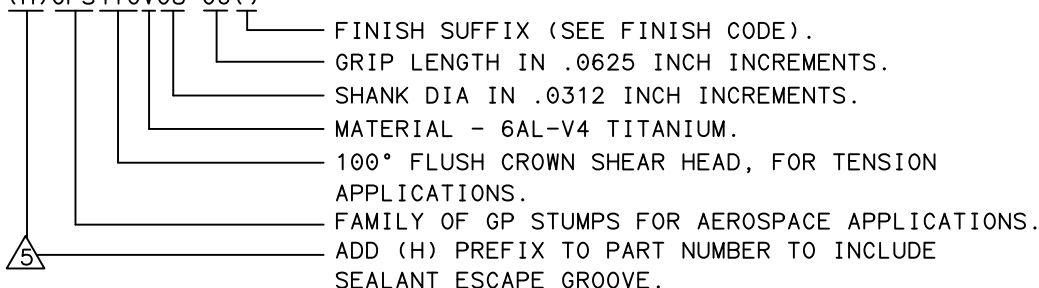 FINISH SUFFIX (SEE FINISH CODE).
GRIP LENGTH IN .0625 INCH INCREMENTS.
SHANK DIA IN .0312 INCH INCREMENTS.
MATERIAL - 6AL-V4 TITANIUM.
100° FLUSH CROWN SHEAR HEAD, FOR TENSION
APPLICATIONS.
FAMILY OF GP STUMPS FOR AEROSPACE APPLICATIONS.
5 ADD (H) PREFIX TO PART NUMBER TO INCLUDE
SEALANT ESCAPE GROOVE.